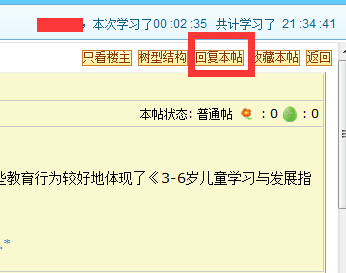 ，本次学习了00:02:35 共计学习了 21:34:41
只看楼主 树型结构 回复本帖 收藏本帖 返回
本帖状态: 普通帖 : 0 : 0
些教育行为较好地体现了《3-6岁儿童学习与发展指
.*